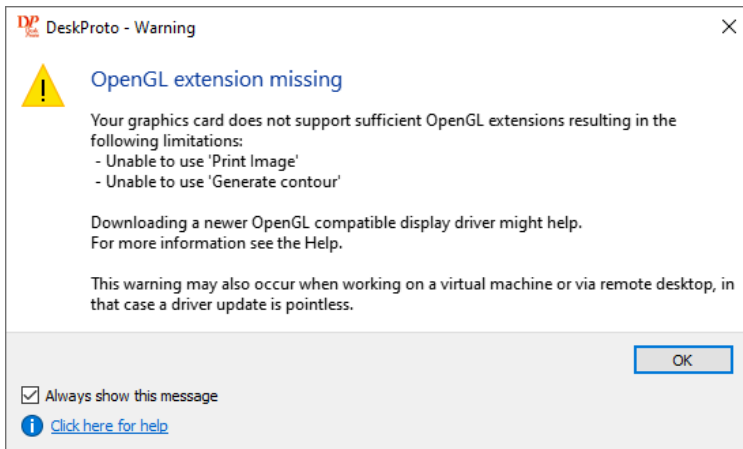 DP DeskProto - Warning
OpenGL extension missing
Your graphics card does not support sufficient OpenGL extensions resulting in the
following limitations:
- Unable to use 'Print Image'
- Unable to use 'Generate contour'
Downloading a newer OpenGL compatible display driver might help.
For more information see the Help.
This warning may also occur when working on a virtual machine or via remote desktop, in
that case a driver update is pointless.
OK
Always show this message
Click here for help